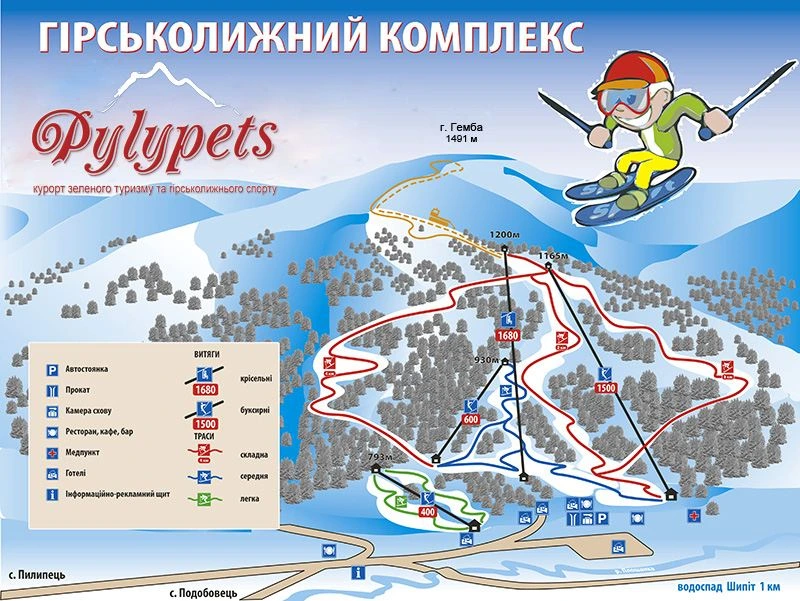 ГІРСЬКОЛИЖНИЙ КОМПЛЕКС
Pylypets
курорт зеленого туризму та гірськолижнього спорту
г. Гемба
1491 м
1200м
1165м
1680
930м
1500
600
793м
400
ВИТЯГИ
Автостоянка
крісельні
Прокат
1680
Камера схову
буксирні
1500
Ресторан, кафе, бар
ТРАСИ
Медпункт
складна
Готелі
середня
Інформаційно-рекламний щит
легка
с. Пилипець
с. Подобовець
водоспад Шипіт 1 км